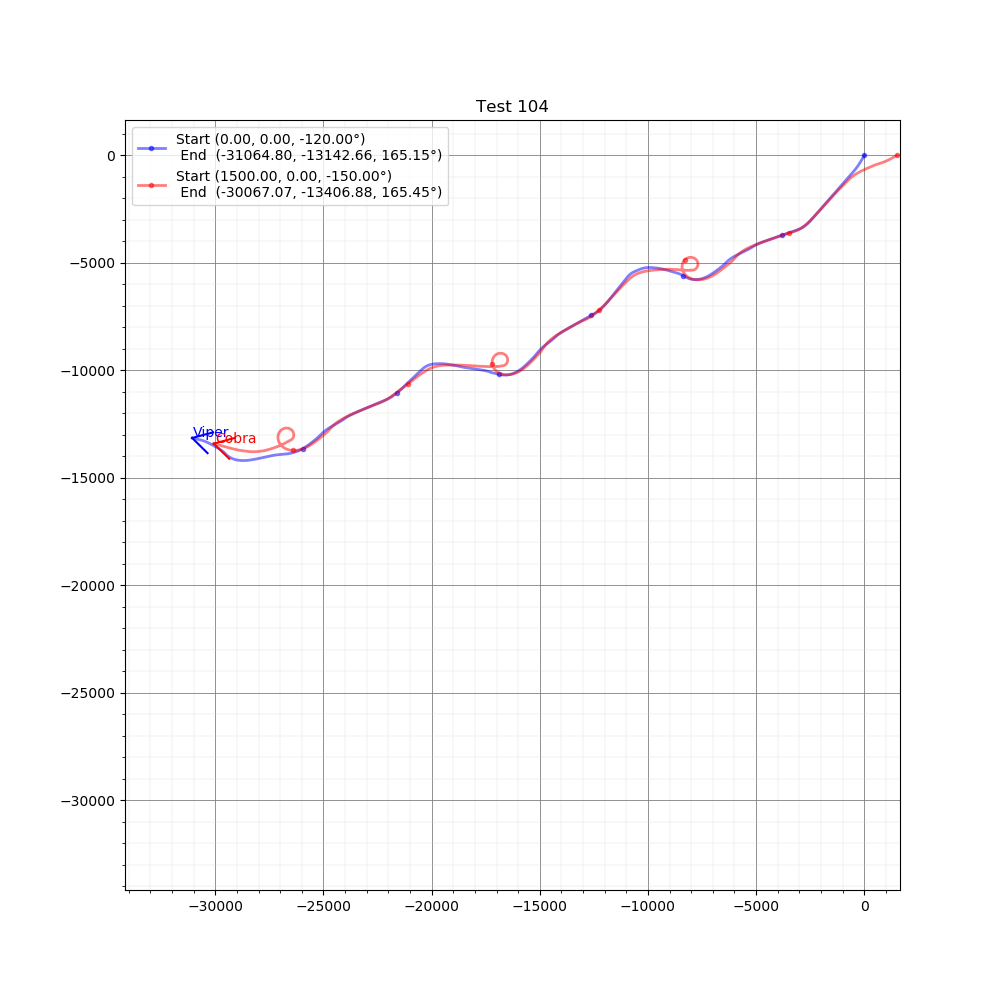 Test 104
Start (0.00, 0.00, -120.00°)
End  (-31064.80, -13142.66, 165.15°)
Start (1500.00, 0.00, -150.00°)
End  (-30067.07, -13406.88, 165.45°)
0
−5000
−10000
Viper
Cobra
−15000
−20000
−25000
−30000
−30000
−25000
−20000
−15000
−10000
−5000
0